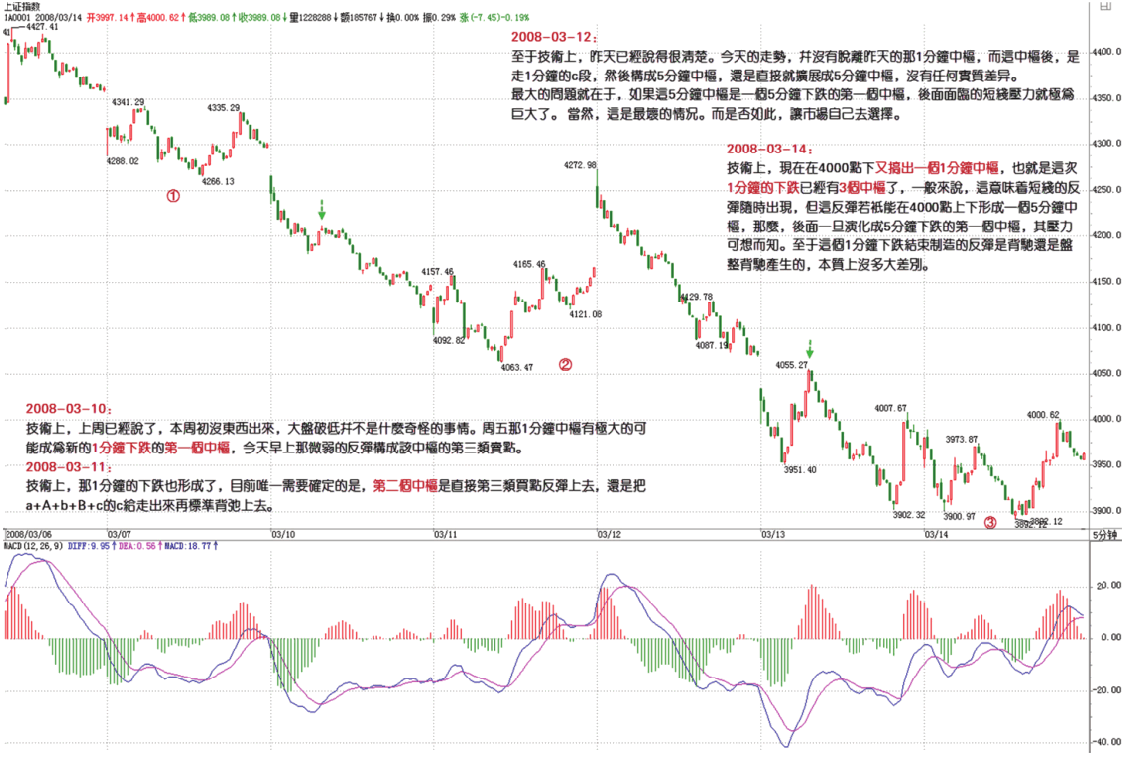 上证指数
1A0001 2008/03/14 开3997.14↑高4000.62↑低3989.08↑收3989.08↓量1228288↓额185767↓换0.00% 振0.29% 涨(-7.45)-0.19%
4427.41
2008-03-12：
至于技術上，昨天已經說得很清楚。今天的走勢，幷沒有脫離昨天的那1分鐘中樞，而這中樞後，是
走1分鐘的c段，然後構成5分鐘中樞，還是直接就擴展成5分鐘中樞，沒有任何實質差异。
最大的問題就在于，如果這5分鐘中樞是一個5分鐘下跌的第一個中樞，後面面臨的短綫壓力就極爲
巨大了。當然，這是最壞的情况。而是否如此，讓市場自己去選擇。
2008-03-14：
技術上，現在在4000點下又搗出一個1分鐘中樞，也就是這次
1分鐘的下跌已經有3個中樞了，一般來說，這意味着短綫的反
彈隨時出現，但這反彈若祇能在4000點上下形成一個5分鐘中
樞，那麽，後面一旦演化成5分鐘下跌的第一個中樞，其壓力
可想而知。至于這個1分鐘下跌結束制造的反彈是背馳還是盤
整背馳產生的，本質上沒多大差別。
4341.29
4335.29
4288.02
4266.13
①
4272.98
4157.46
4165.46
4121.08
4092.82
4063.47
②
4129.78
4087.19
4055.27
3951.40
4007.67
3973.87
4000.62
3902.32
3900.97
③
3892.12
3892.12
2008-03-10：
技術上，上周已經說了，本周初沒東西出來，大盤破低幷不是什麽奇怪的事情。周五那1分鐘中樞有極大的可
能成爲新的1分鐘下跌的第一個中樞，今天早上那微弱的反彈構成該中樞的第三類賣點。
2008-03-11：
技術上，那1分鐘的下跌也形成了，目前唯一需要確定的是，第二個中樞是直接第三類買點反彈上去，還是把
a+A+b+B+c的c給走出來再標準背弛上去。
4400.0
4350.0
4300.0
4250.0
4200.0
4150.0
4100.0
4050.0
4000.0
3950.0
3900.0
2008/03/06 03/07 03/10 03/11 03/12 03/13 03/14 5分钟
MACD(12,26,9) DIFF:9.95↑DEA:0.56↑MACD:18.77↑
20.00
0.00
-20.00
-40.00